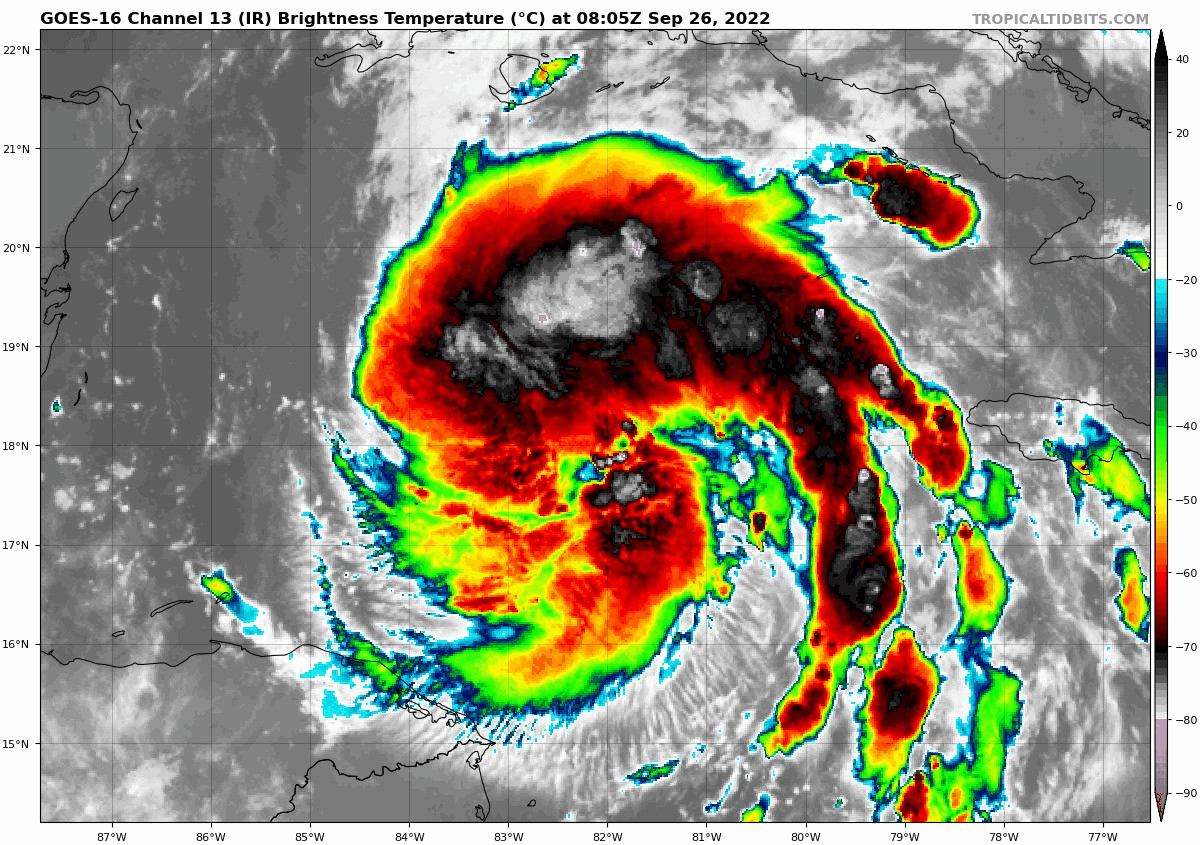 GOES-16 Channel 13 (IR) Brightness Temperature (°C) at 08:05Z Sep 26, 2022
TROPICALTIDBITS.COM
22°N
21°N
20°N
19°N
18°N
17°N
16°N
15°N
87°W
86°W
85°W
84°W
83°W
82°W
81°W
80°W
79°W
78°W
77°W
40
20
0
−20
−30
−40
−50
−60
−70
−80
−90